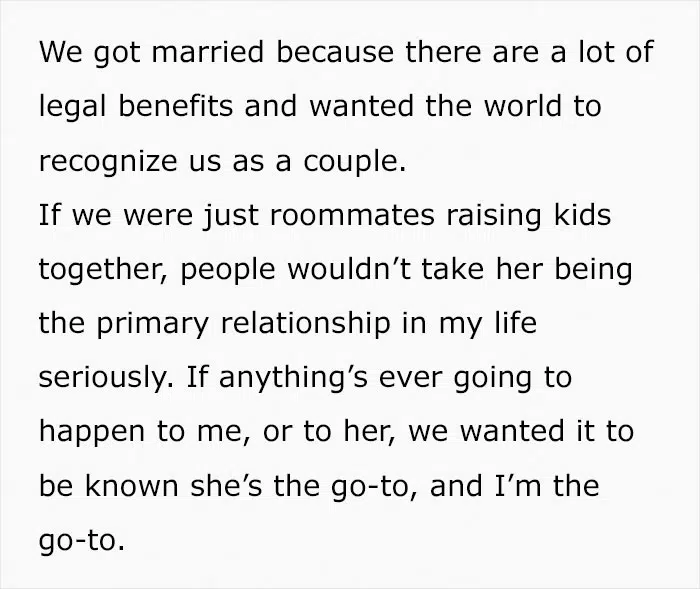 We got married because there are a lot of
legal benefits and wanted the world to
recognize us as a couple.
If we were just roommates raising kids
together, people wouldn’t take her being
the primary relationship in my life
seriously. If anything’s ever going to
happen to me, or to her, we wanted it to
be known she’s the go-to, and I’m the
go-to.